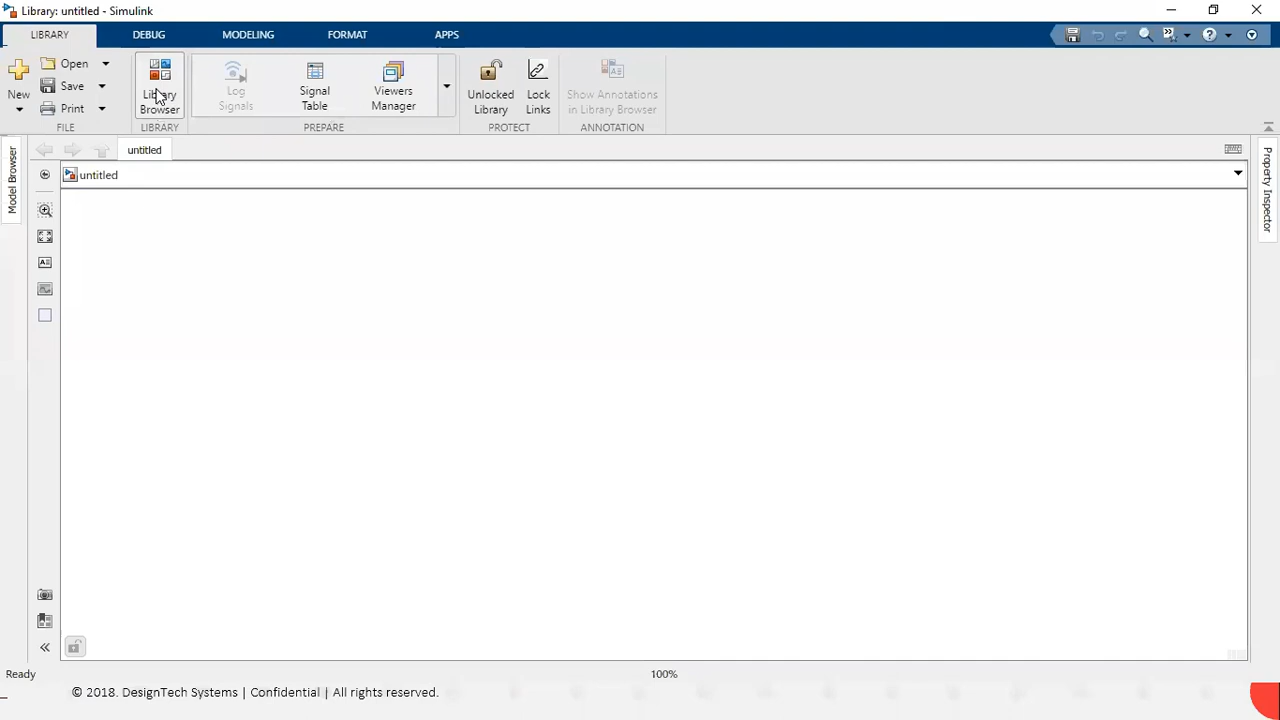 Library: untitled - Simulink
LIBRARY
DEBUG
MODELING
FORMAT
APPS
New
Open
Save
Print
FILE
Library
Browser
LIBRARY
Log
Signals
Signal
Table
Viewers
Manager
PREPARE
Unlocked
Library
Lock
Links
PROTECT
Show Annotations
in Library Browser
ANNOTATION
untitled
untitled
Model Browser
Property Inspector
Ready
100%
© 2018. DesignTech Systems | Confidential | All rights reserved.